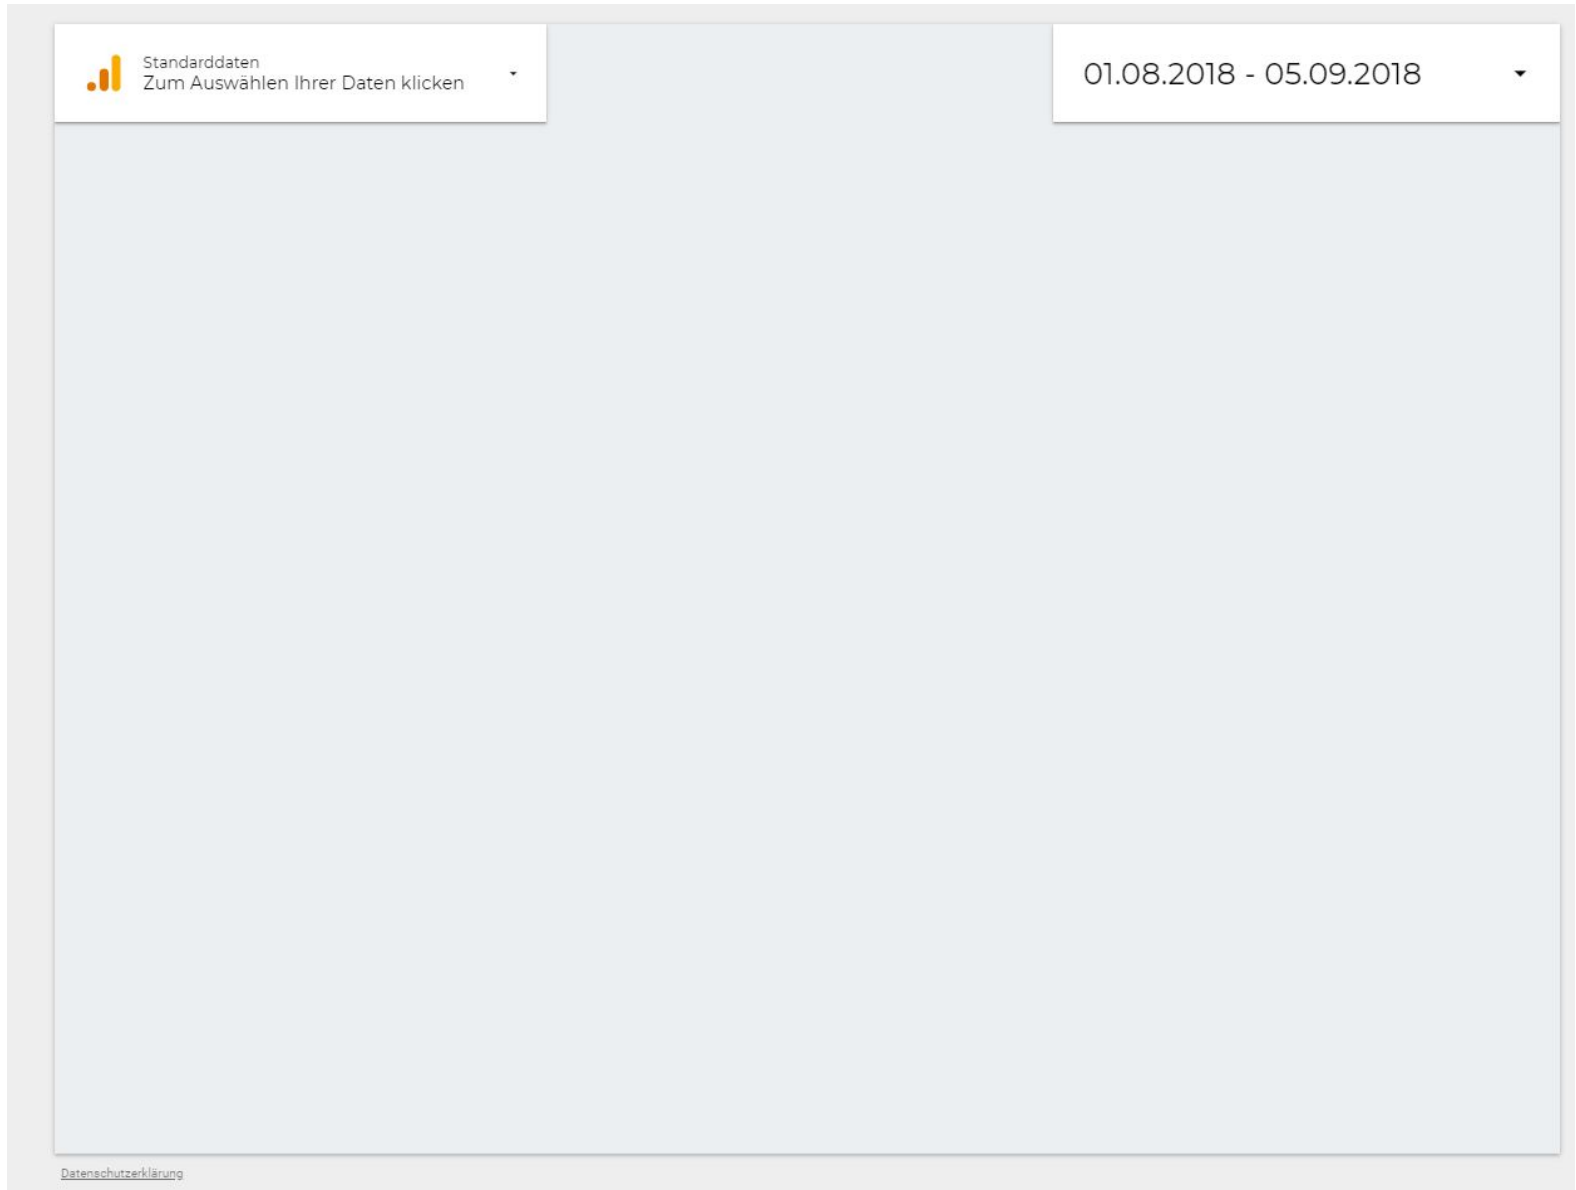 Standarddaten
Zum Auswählen Ihrer Daten klicken
01.08.2018 - 05.09.2018
Datenschutzerklärung